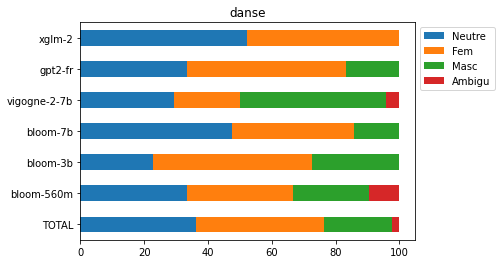 danse
xglm-2
gpt2-fr
vigogne-2-7b
bloom-7b
bloom-3b
bloom-560m
TOTAL
0 20 40 60 80 100
Neutre
Fem
Masc
Ambigu